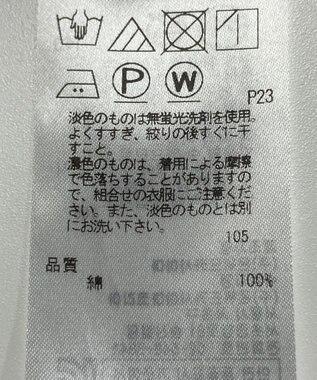 P
W
P23
淡色のものは無蛍光洗剤を使用。
よくすすぎ、絞りの後すぐに干
すこと。
濃色のものは、着用による摩擦
で色落ちすることがありますの
で、組合せの衣服にご注意くださ
い。また、淡色のものとは別
にお洗い下さい。
105
品質
綿 100%